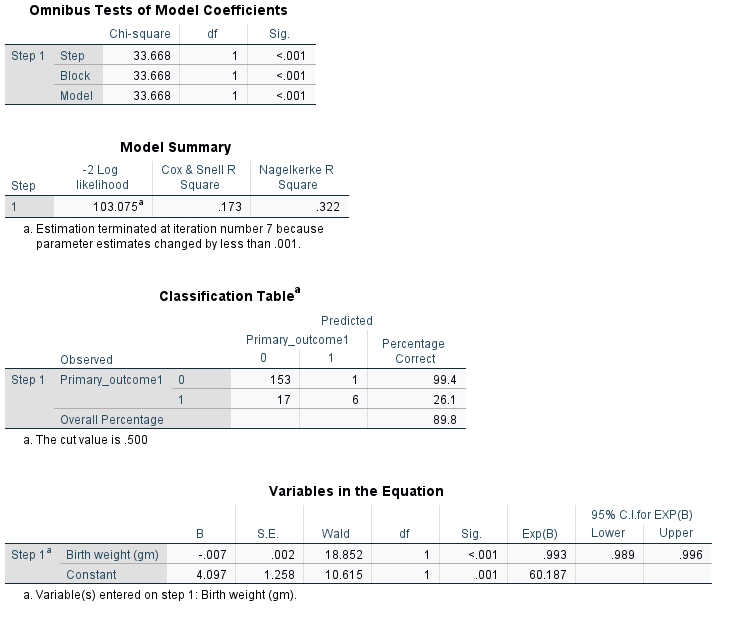 Omnibus Tests of Model Coefficients
Chi-square df Sig.
Step 1 Step 33.668 1 <.001
Block 33.668 1 <.001
Model 33.668 1 <.001
Model Summary
Step -2 Log likelihood Cox & Snell R Square Nagelkerke R Square
1 103.075a .173 .322
a. Estimation terminated at iteration number 7 because
parameter estimates changed by less than .001.
Classification Tablea
Predicted
Primary_outcome1 Percentage Correct
Observed 0 1
Step 1 Primary_outcome1 0 153 1 99.4
1 17 6 26.1
Overall Percentage 89.8
a. The cut value is .500
Variables in the Equation
95% C.I.for EXP(B)
B S.E. Wald df Sig. Exp(B) Lower Upper
Step 1a Birth weight (gm) -.007 .002 18.852 1 <.001 .993 .989 .996
Constant 4.097 1.258 10.615 1 .001 60.187
a. Variable(s) entered on step 1: Birth weight (gm).